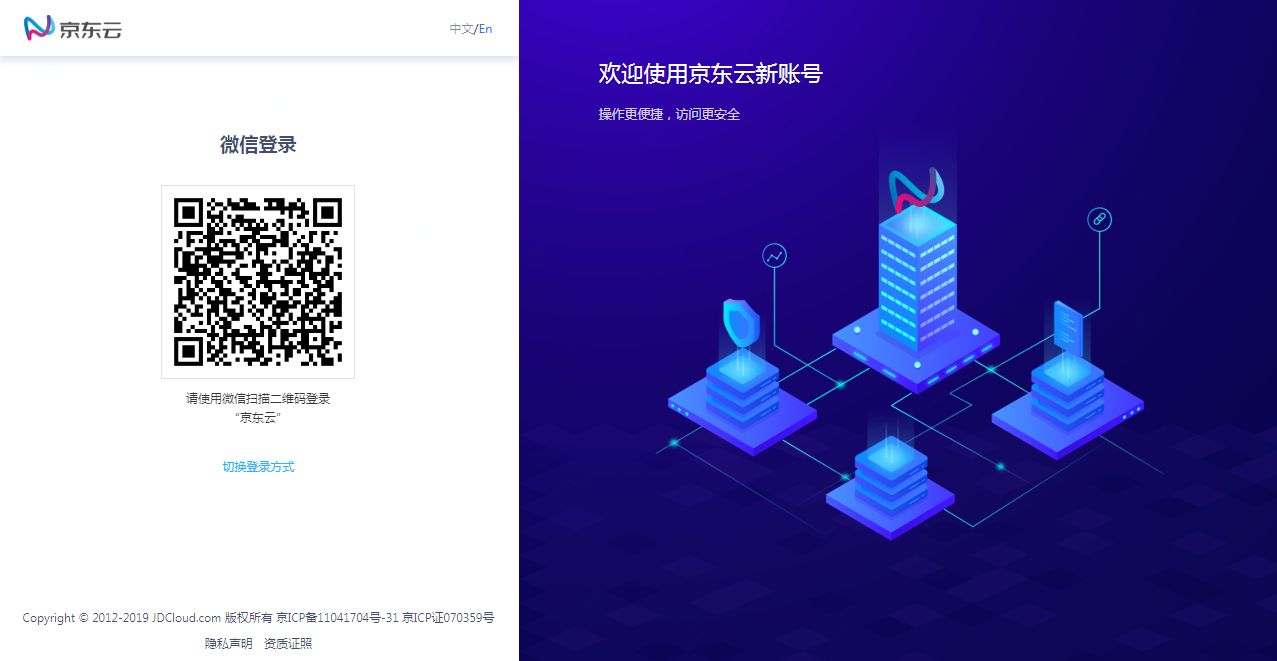 京东云
中文/En
微信登录
请使用微信扫描二维码登录
“京东云”
切换登录方式
Copyright © 2012-2019 JDCloud.com 版权所有 京ICP备11041704号-31 京ICP证070359号
隐私声明 资质证照
欢迎使用京东云新账号
操作更便捷，访问更安全